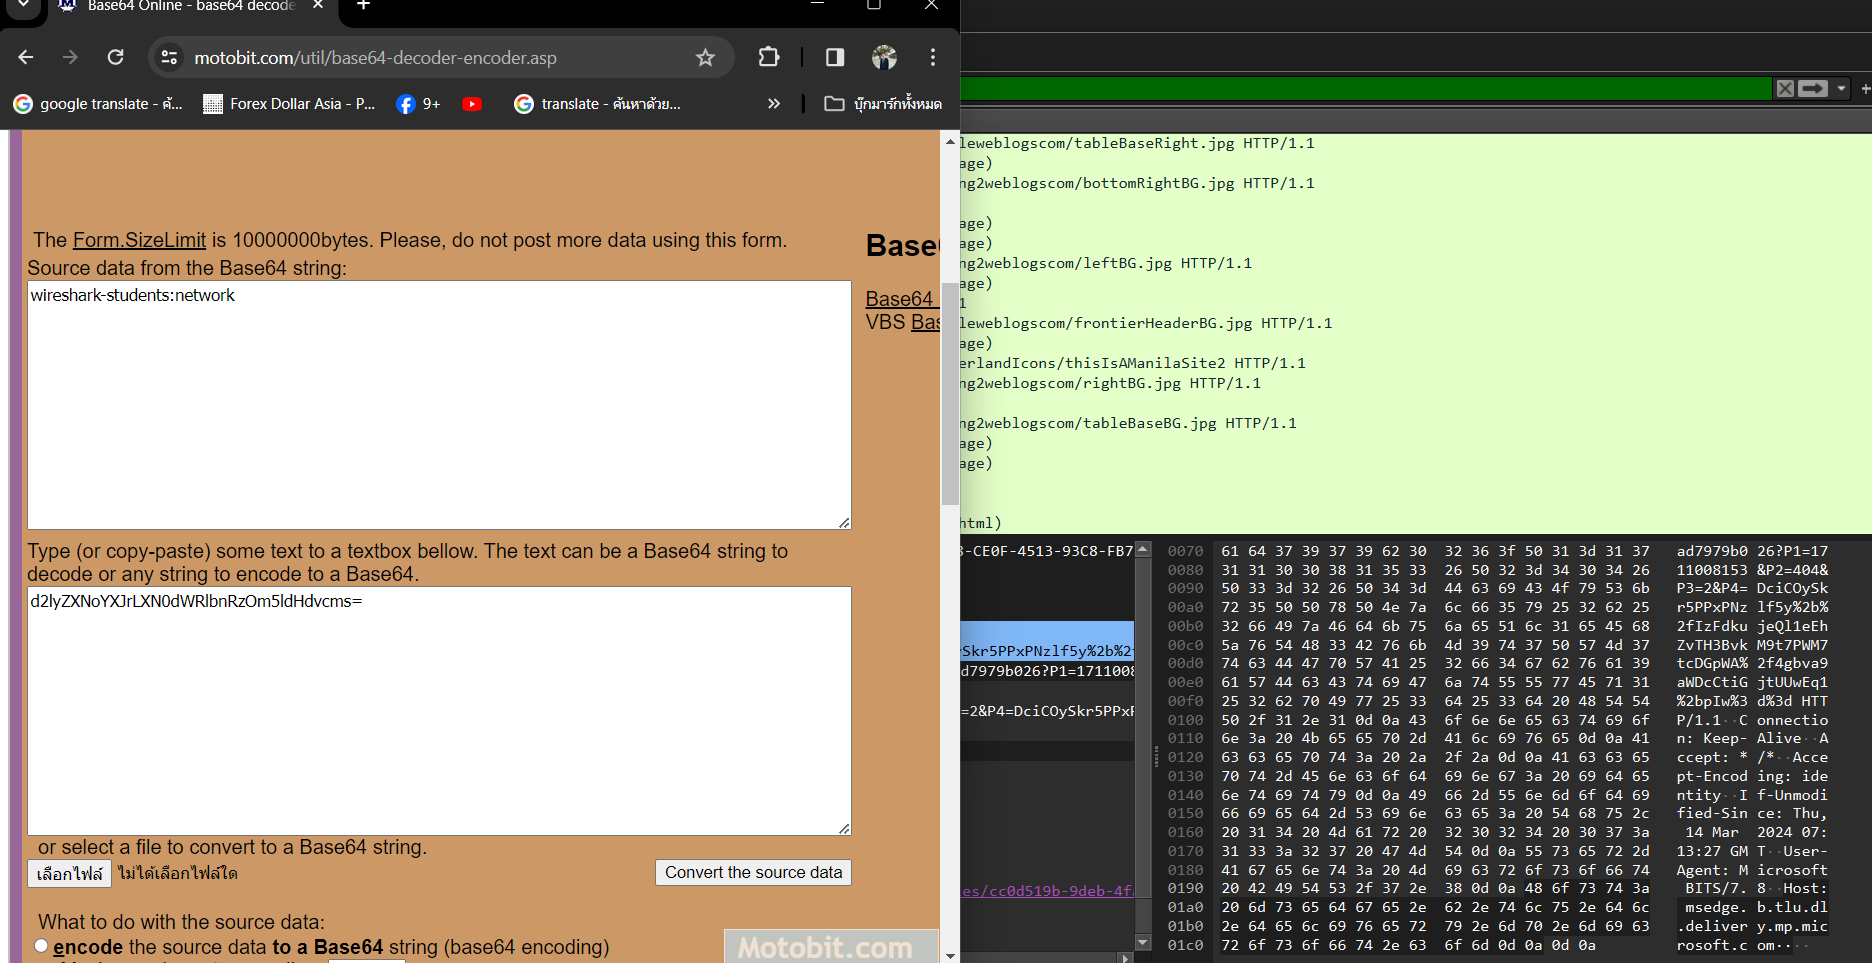 Base64 Online - base64 decode
motobit.com/util/base64-decoder-encoder.asp
google translate - ค้...
Forex Dollar Asia - P...
9+
translate - ค้นหาด้วย...
บุ๊กมาร์กทั้งหมด
The Form.SizeLimit is 10000000bytes. Please, do not post more data using this form.
Source data from the Base64 string:
wireshark-students:network
Type (or copy-paste) some text to a textbox bellow. The text can be a Base64 string to
decode or any string to encode to a Base64.
d2lyZXNoYXJrLXN0dWRlbnRzOm5ldHdvcms=
or select a file to convert to a Base64 string.
เลือกไฟล์ ไม่ได้เลือกไฟล์ใด
Convert the source data
What to do with the source data:
encode the source data to a Base64 string (base64 encoding)
Motobit.com
Base6
Base64
VBS Bas
leweblogscom/tableBaseRight.jpg HTTP/1.1
age)
ng2weblogscom/bottomRightBG.jpg HTTP/1.1
age)
age)
ng2weblogscom/leftBG.jpg HTTP/1.1
age)
1
leweblogscom/frontierHeaderBG.jpg HTTP/1.1
age)
erlandIcons/thisIsAManilaSite2 HTTP/1.1
ng2weblogscom/rightBG.jpg HTTP/1.1
ng2weblogscom/tableBaseBG.jpg HTTP/1.1
age)
age)
html)
3-CE0F-4513-93C8-FB7
ySkr5PPxPNzlf5y%2b%2f
d7979b026?P1=1711008
=2&P4=DciCOySkr5PPxP
es/cc0d519b-9deb-4fa
0070 61 64 37 39 37 39 62 30 32 36 3f 50 31 3d 31 37 ad7979b0 26?P1=17
0080 31 31 30 30 38 31 35 33 26 50 32 3d 34 30 34 26 11008153 &P2=404&
0090 50 33 3d 32 26 50 34 3d 44 63 69 43 4f 79 53 6b P3=2&P4= DciCOySk
00a0 72 35 50 50 78 50 4e 7a 6c 66 35 79 25 32 62 25 r5PPxPNz lf5y%2b%
00b0 32 66 49 7a 46 64 6b 75 6a 65 51 6c 31 65 45 68 2fIzFdku jeQl1eEh
00c0 5a 76 54 48 33 42 76 6b 4d 39 74 37 50 57 4d 37 ZvTH3Bvk M9t7PWM7
00d0 74 63 44 47 70 57 41 25 32 66 34 67 62 76 61 39 tcDGpWA% 2f4gbva9
00e0 61 57 44 63 43 74 69 47 6a 74 55 55 77 45 71 31 aWDcCtiG jtUUwEq1
00f0 25 32 62 70 49 77 25 33 64 25 33 64 20 48 54 54 %2bpIw%3 d%3d HTT
0100 50 2f 31 2e 31 0d 0a 43 6f 6e 6e 65 63 74 69 6f P/1.1··C onnectio
0110 6e 3a 20 4b 65 65 70 2d 41 6c 69 76 65 0d 0a 41 n: Keep- Alive··A
0120 63 63 65 70 74 3a 20 2a 2f 2a 0d 0a 41 63 63 65 ccept: * /*··Acce
0130 70 74 2d 45 6e 63 6f 64 69 6e 67 3a 20 69 64 65 pt-Encod ing: ide
0140 6e 74 69 74 79 0d 0a 49 66 2d 55 6e 6d 6f 64 69 ntity··I f-Unmodi
0150 66 69 65 64 2d 53 69 6e 63 65 3a 20 54 68 75 2c fied-Sin ce: Thu,
0160 20 31 34 20 4d 61 72 20 32 30 32 34 20 30 37 3a 14 Mar 2024 07:
0170 31 33 3a 32 37 20 47 4d 54 0d 0a 55 73 65 72 2d 13:27 GM T··User-
0180 41 67 65 6e 74 3a 20 4d 69 63 72 6f 73 6f 66 74 Agent: M icrosoft
0190 20 42 49 54 53 2f 37 2e 38 0d 0a 48 6f 73 74 3a BITS/7. 8··Host:
01a0 20 6d 73 65 64 67 65 2e 62 2e 74 6c 75 2e 64 6c msedge. b.tlu.dl
01b0 2e 64 65 6c 69 76 65 72 79 2e 6d 70 2e 6d 69 63 .deliver y.mp.mic
01c0 72 6f 73 6f 66 74 2e 63 6f 6d 0d 0a 0d 0a rosoft.c om····